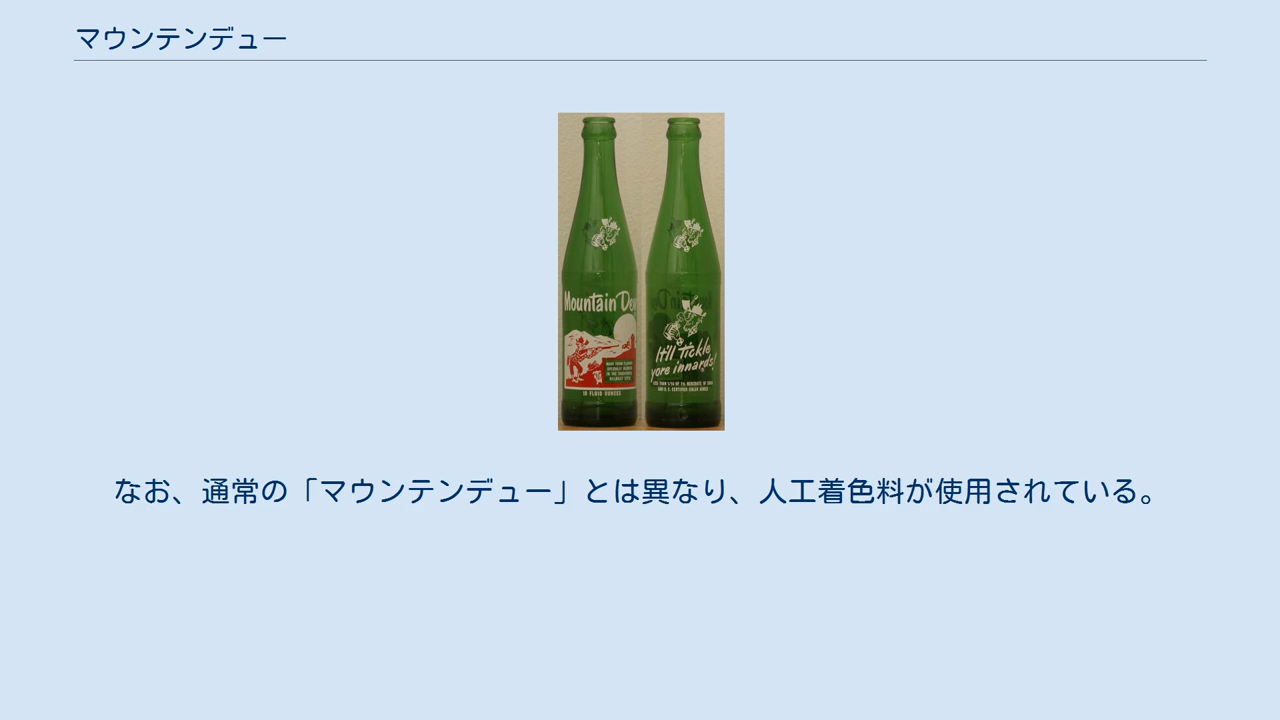 マウンテンデュー
Mountain De
10 FLUID OUNCES
It'll Tickle
yore innards!
なお、通常の「マウンテンデュー」とは異なり、人工着色料が使用されている。